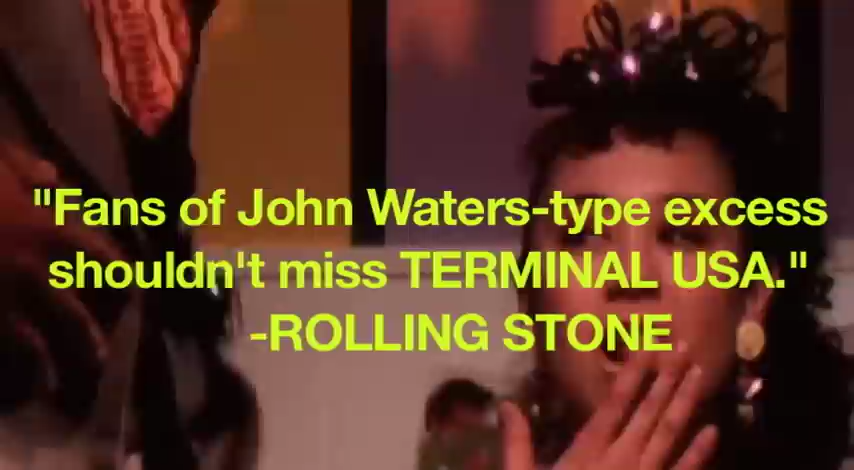 "Fans of John Waters-type excess
shouldn't miss TERMINAL USA."
-ROLLING STONE